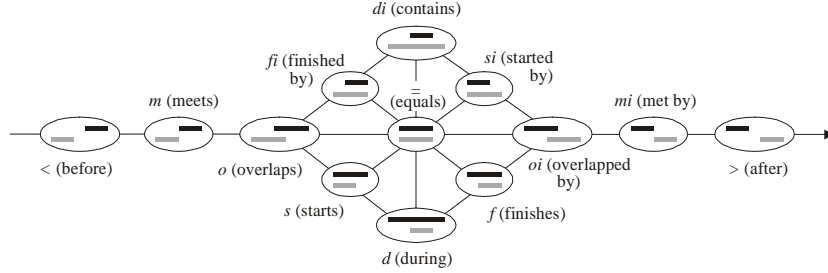 di (contains)
fi (finished
by)
si (started
by)
=
(equals)
m (meets)
mi (met by)
< (before)
o (overlaps)
oi (overlapped
by)
> (after)
s (starts)
f (finishes)
d (during)